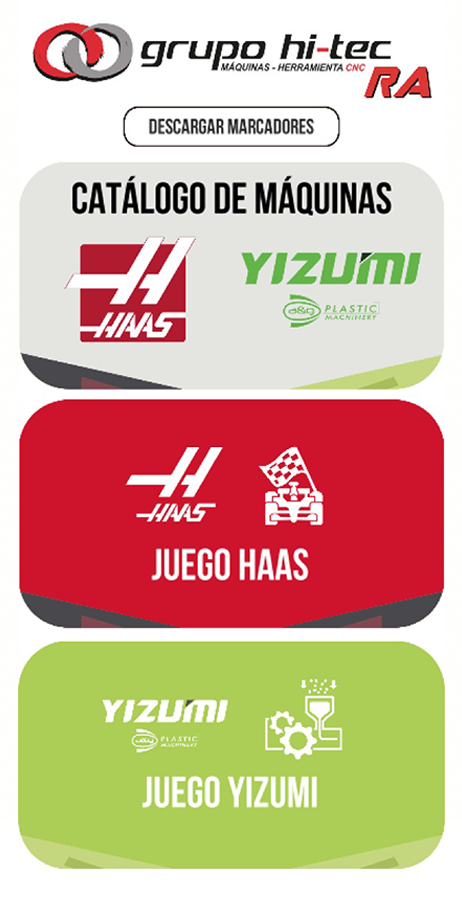 grupo hi-tec
MÁQUINAS - HERRAMIENTA CNC
RA
DESCARGAR MARCADORES
CATÁLOGO DE MÁQUINAS
HAAS
YIZUMI
a&g PLASTIC
MACHINERY
HAAS
JUEGO HAAS
YIZUMI
a&g PLASTIC
MACHINERY
JUEGO YIZUMI